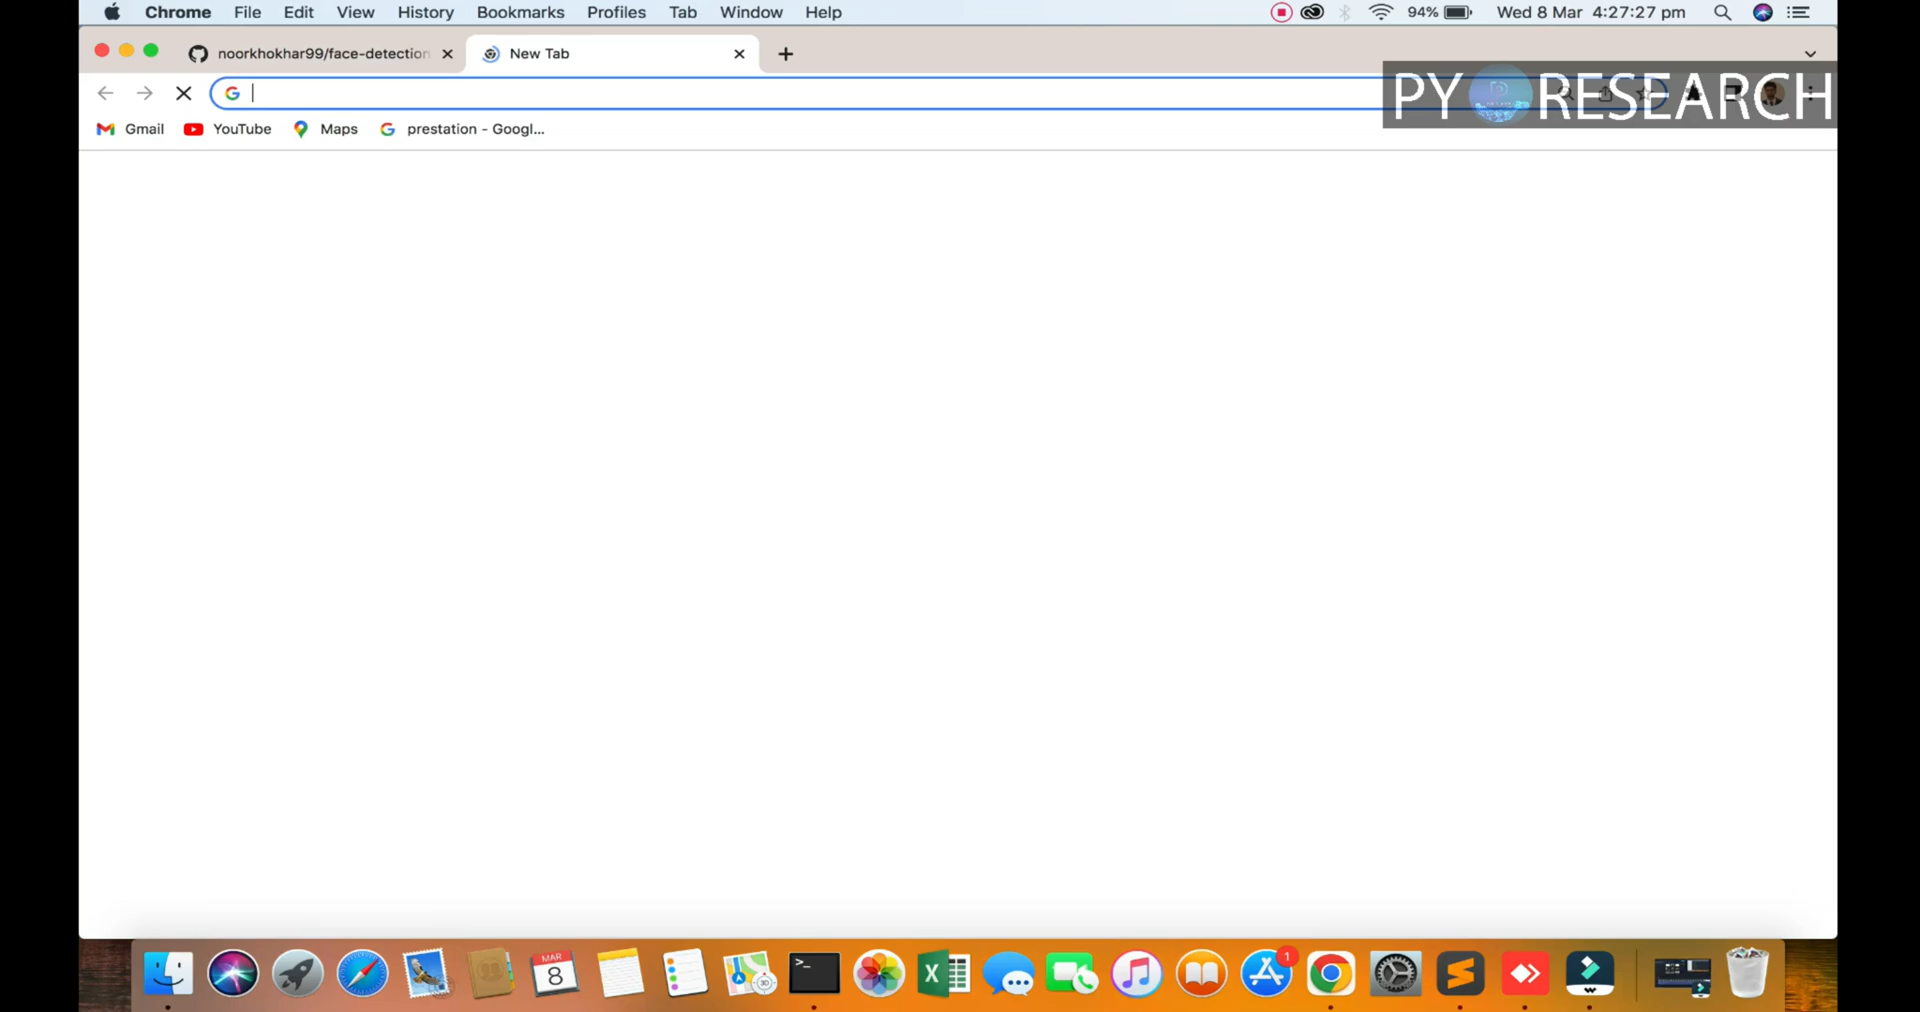 Chrome File Edit View History Bookmarks Profiles Tab Window Help 94% Wed 8 Mar 4:27:27 pm
noorkhokhar99/face-detection New Tab
PY RESEARCH
Gmail YouTube Maps prestation - Googl...
MAR
8
1